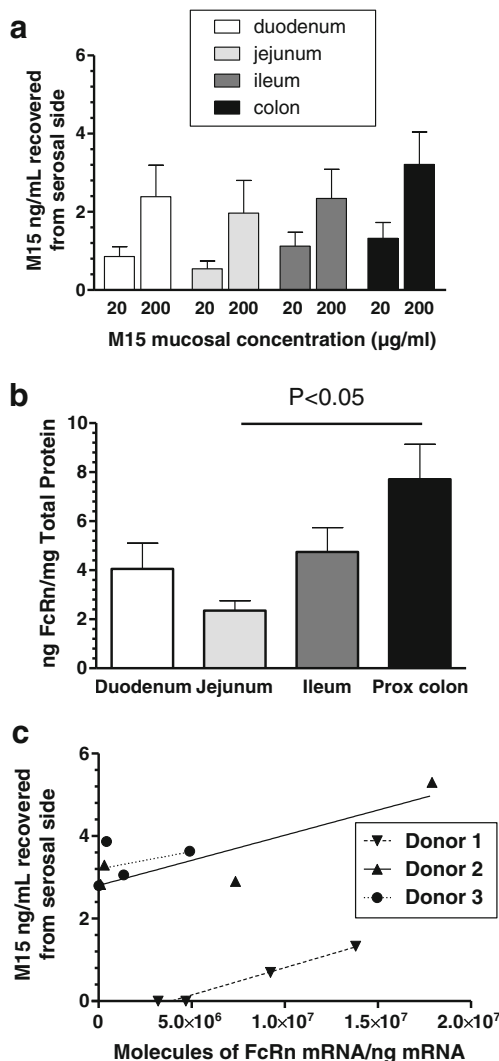 a
duodenum
jejunum
ileum
colon
M15 ng/mL recovered
from serosal side
6
4
2
0
20 200 20 200 20 200 20 200
M15 mucosal concentration (µg/ml)
b
P<0.05
ng FcRn/mg Total Protein
10
8
6
4
2
0
Duodenum Jejunum Ileum Prox colon
c
M15 ng/mL recovered
from serosal side
6
4
2
0
Donor 1
Donor 2
Donor 3
0 5.0×10⁶ 1.0×10⁷ 1.5×10⁷ 2.0×10⁷
Molecules of FcRn mRNA/ng mRNA